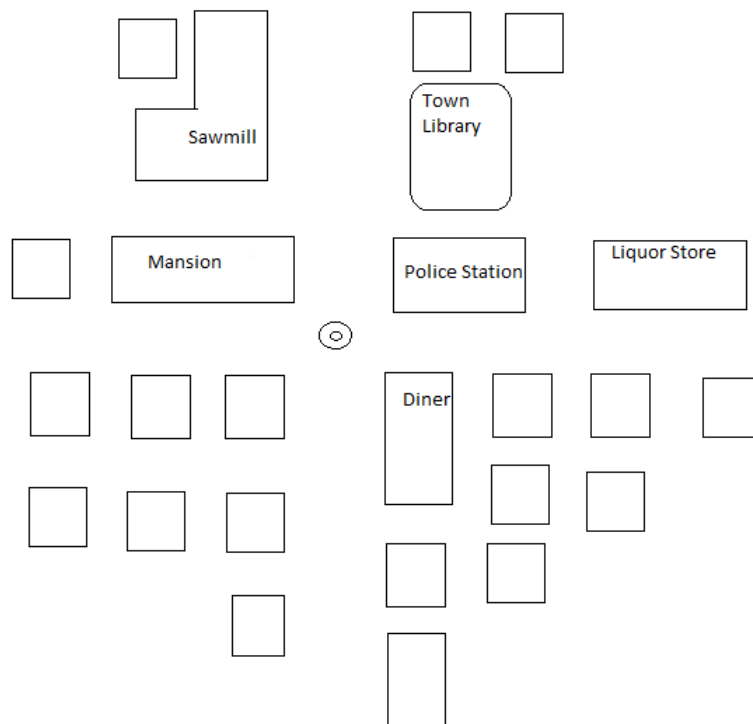 Town
Library
Sawmill
Mansion
Police Station
Liquor Store
Diner